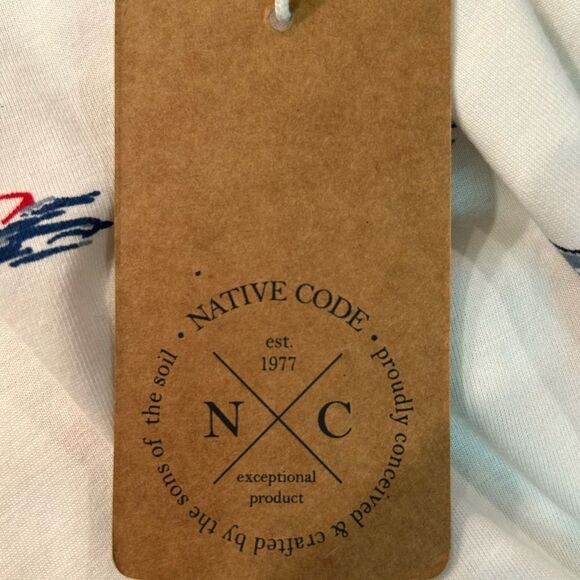 • NATIVE CODE •
proudly conceived & crafted by the sons of the soil
est.
1977
N C
exceptional
product